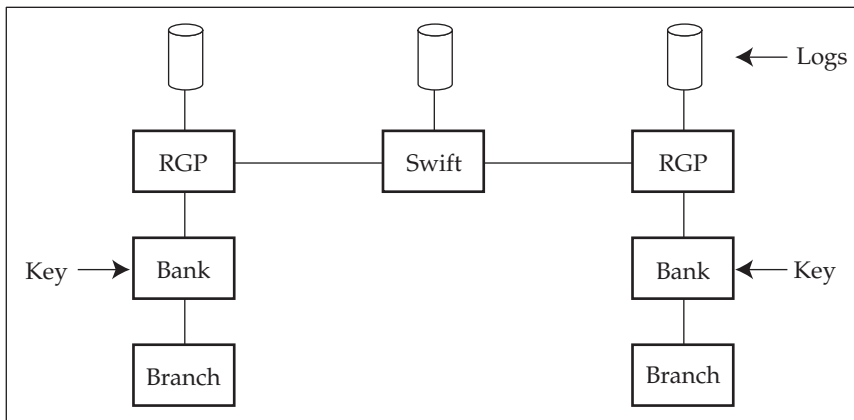 Logs
RGP
Swift
RGP
Key
Bank
Bank
Key
Branch
Branch